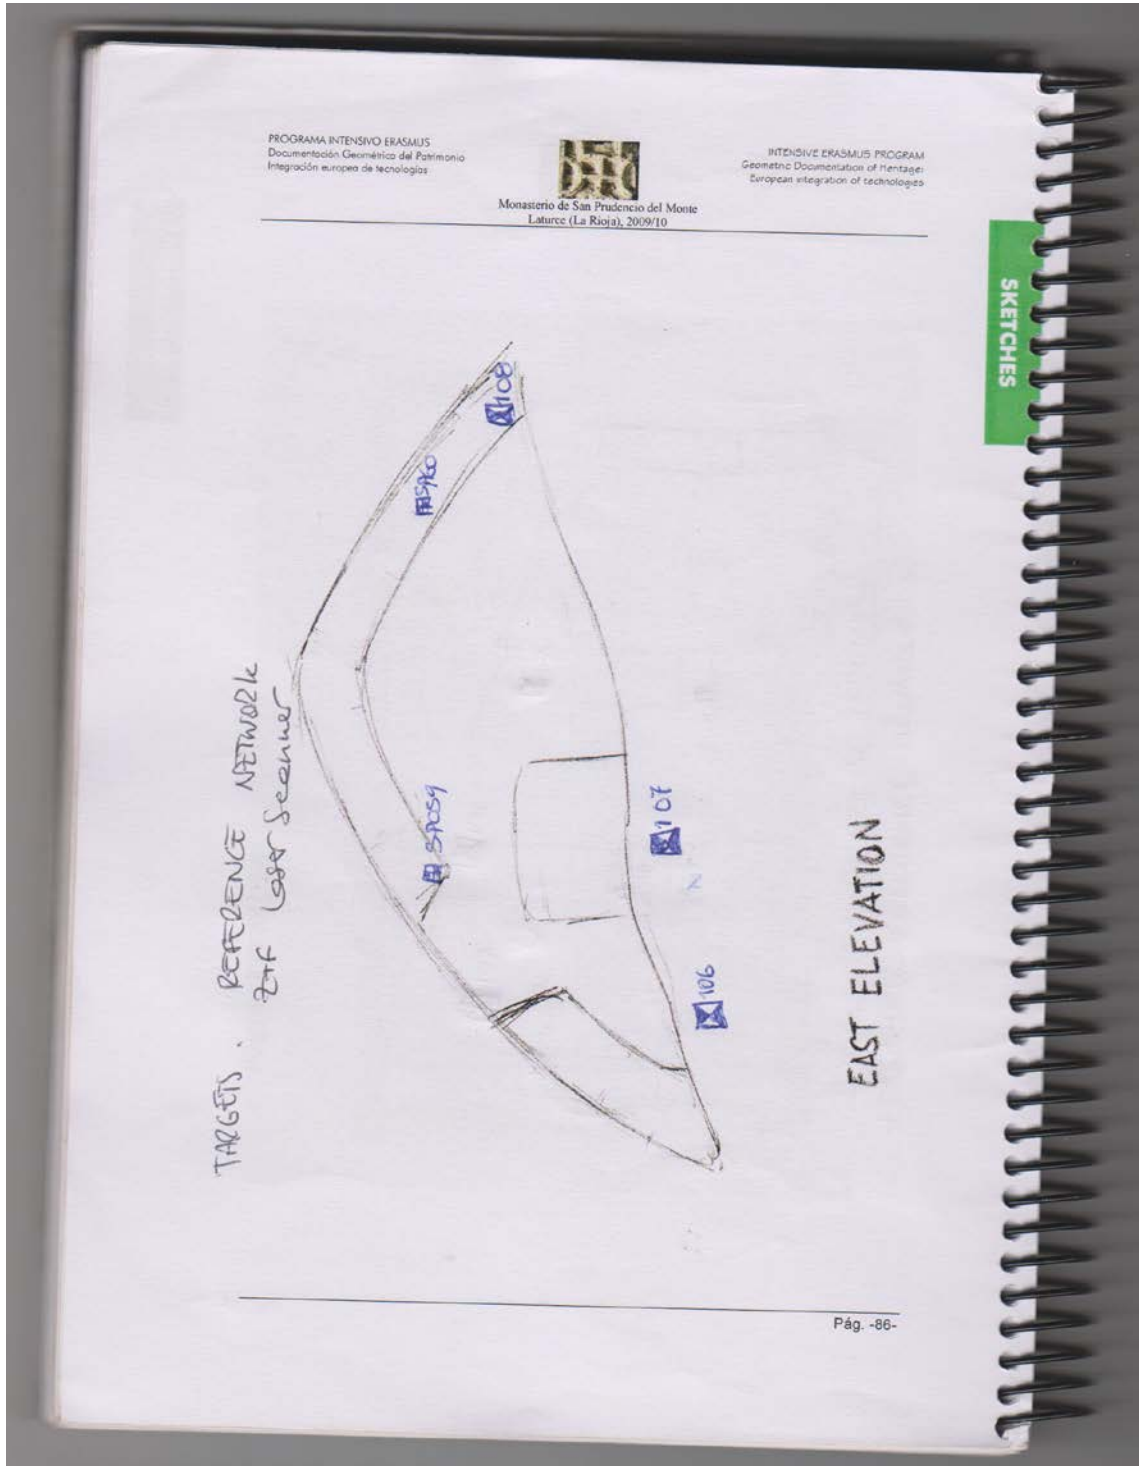 PROGRAMA INTENSIVO ERASMUS
Documentación Geométrica del Patrimonio
Integración europea de tecnologías
INTENSIVE ERASMUS PROGRAM
Geometric Documentation of Heritage:
European integration of technologies
Monasterio de San Prudencio del Monte
Laturce (La Rioja), 2009/10
SKETCHES
TARGETS. REFERENCE NETWORK
Z+F Laser Scanner
108
SP060
SP059
107
106
EAST ELEVATION
Pág. -86-